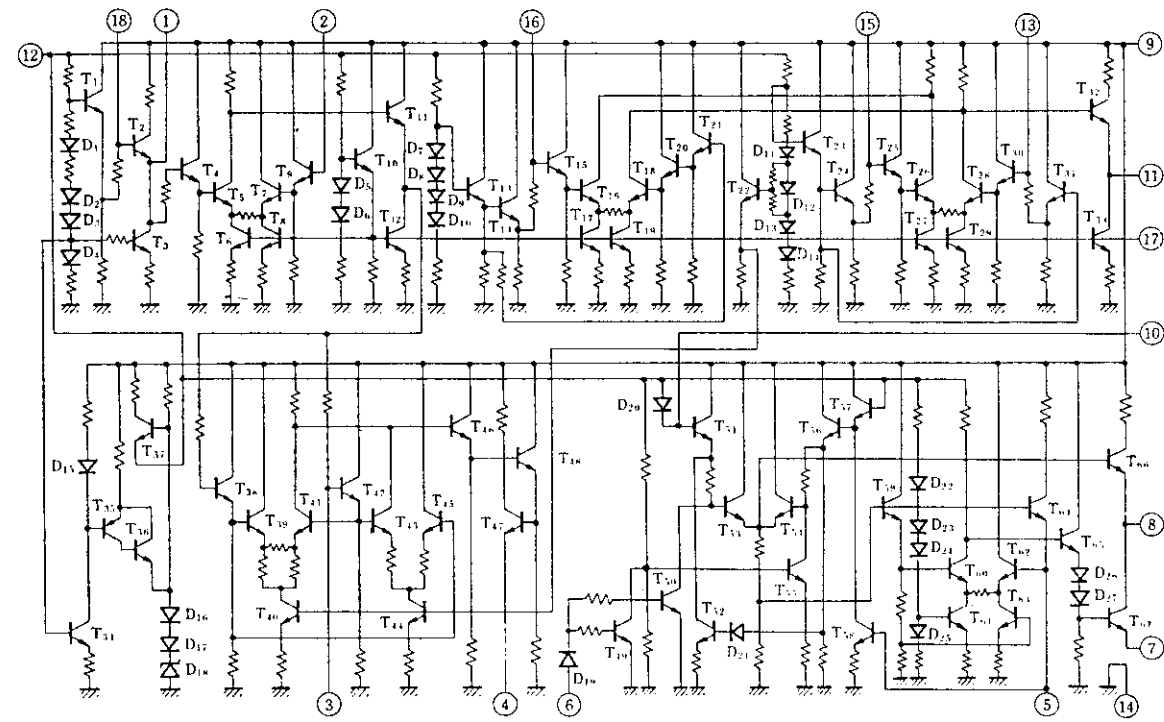 18 1 2 16 15 13
12 9
T1 T2 T9 T11 T21 T32
D1 T4 T5 T7 T10 D7 T13 T15 T18 T20 D11 T23 T24 T25 T26 T28 T30 T31
D2 D5 D8 T16 T22 D12 11
D3 T8 D6 D9 T14 T17 D13 T27
D4 T3 T6 T12 D10 T19 D14 T29 17
10
D20 T57
T37 T46 T51 T56
D15 T48 D22 T66
T35 T38 T41 T42 T45 T59 T64
T36 T39 T43 T47 T53 T54 D23 8
D24 T62 T65
T50 T60 D26
D16 T40 T44 T52 T55 T61 D27 T67
T34 D17 T49 D21 T58 D25 7
D18 D19
3 4 6 5 14